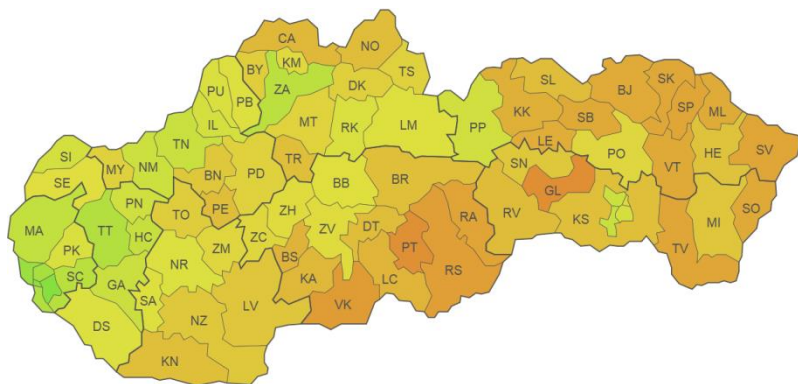 CA
NO
BY
KM
TS
PU
PB
ZA
DK
SL
BJ
SK
KK
SP
ML
IL
MT
RK
LM
PP
SB
LE
TN
PO
HE
SV
SI
MY
NM
BN
PD
TR
SN
VT
SE
BB
BR
GL
PN
TO
PE
ZH
RA
RV
KS
MI
SO
MA
TT
HC
ZC
ZV
DT
PT
TV
PK
NR
ZM
BS
SC
GA
SA
KA
LC
RS
DS
NZ
LV
VK
KN